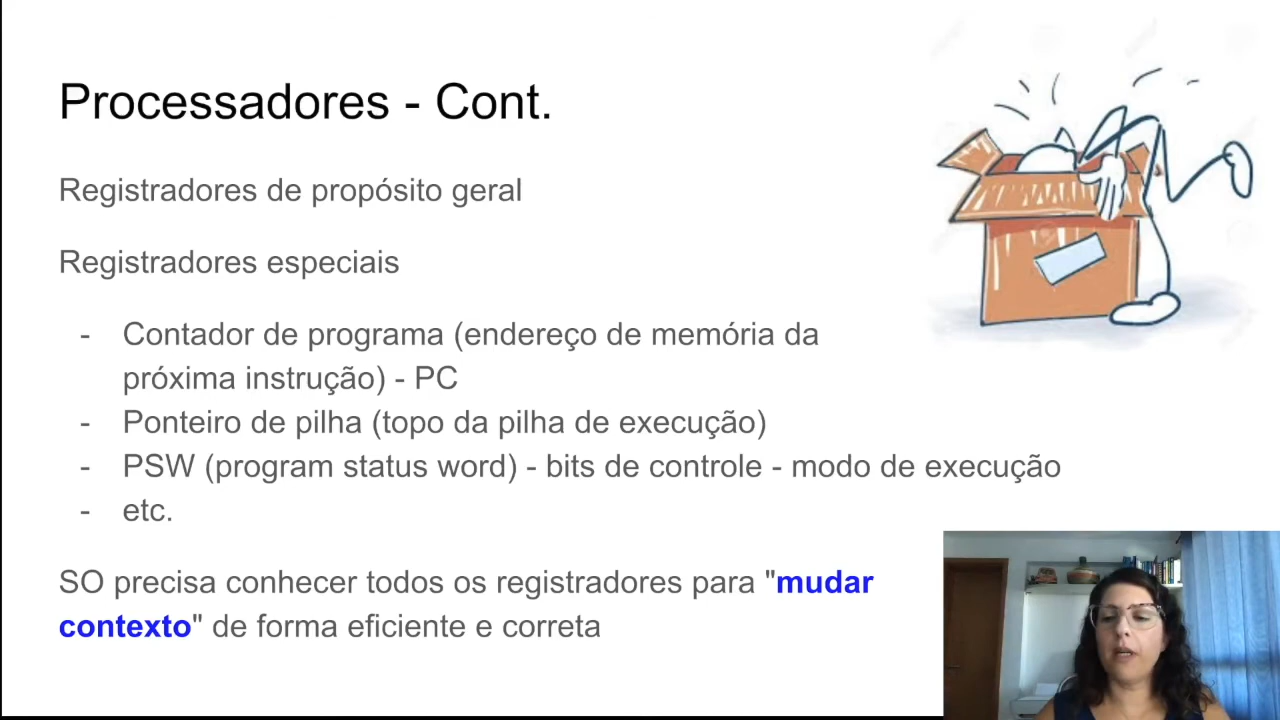 Processadores - Cont.
Registradores de propósito geral
Registradores especiais
- Contador de programa (endereço de memória da
próxima instrução) - PC
- Ponteiro de pilha (topo da pilha de execução)
- PSW (program status word) - bits de controle - modo de execução
- etc.
SO precisa conhecer todos os registradores para "mudar
contexto" de forma eficiente e correta